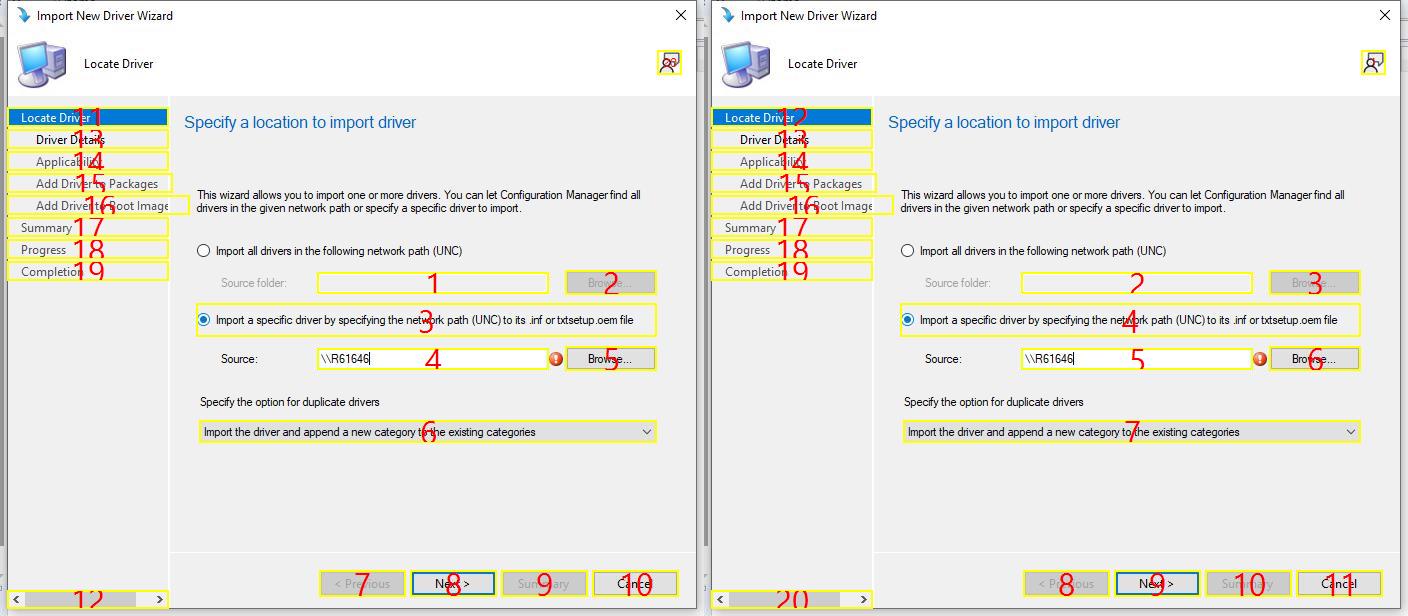 Import New Driver Wizard
Locate Driver
Locate Driver 11
Driver Details 13
Applicability 14
Add Driver to Packages 15
Add Driver to Boot Image 16
Summary 17
Progress 18
Completion 19
12
Specify a location to import driver
This wizard allows you to import one or more drivers. You can let Configuration Manager find all
drivers in the given network path or specify a specific driver to import.
Import all drivers in the following network path (UNC)
Source folder: 1 Browse... 2
Import a specific driver by specifying the network path (UNC) to its .inf or txtsetup.oem file 3
Source: \\R61646 4 Browse... 5
Specify the option for duplicate drivers
Import the driver and append a new category to the existing categories 6
< Previous 7 Next > 8 Summary 9 Cancel 10
Import New Driver Wizard
Locate Driver
Locate Driver 12
Driver Details 13
Applicability 14
Add Driver to Packages 15
Add Driver to Boot Image 16
Summary 17
Progress 18
Completion 19
20
Specify a location to import driver
This wizard allows you to import one or more drivers. You can let Configuration Manager find all
drivers in the given network path or specify a specific driver to import.
Import all drivers in the following network path (UNC)
Source folder: 2 Browse... 3
Import a specific driver by specifying the network path (UNC) to its .inf or txtsetup.oem file 4
Source: \\R61646 5 Browse... 6
Specify the option for duplicate drivers
Import the driver and append a new category to the existing categories 7
< Previous 8 Next > 9 Summary 10 Cancel 11